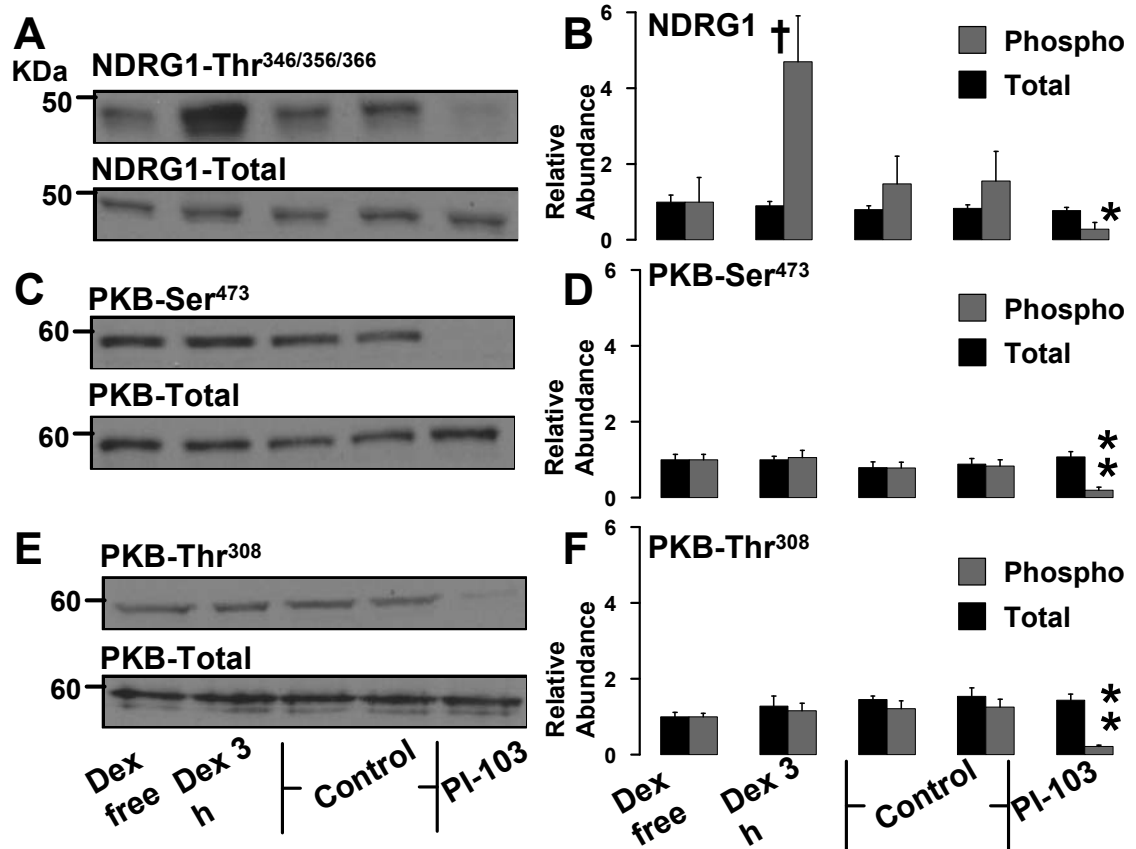 A
KDa
NDRG1-Thr346/356/366
50
NDRG1-Total
50
B
NDRG1
†
Phospho
Total
Relative
Abundance
6
4
2
0
*
C
PKB-Ser473
60
PKB-Total
60
D
PKB-Ser473
Phospho
Total
Relative
Abundance
6
4
2
0
*
*
E
PKB-Thr308
60
PKB-Total
60
Dex
free
Dex 3
h
Control
PI-103
F
PKB-Thr308
Phospho
Total
Relative
Abundance
6
4
2
0
*
*
Dex
free
Dex 3
h
Control
PI-103